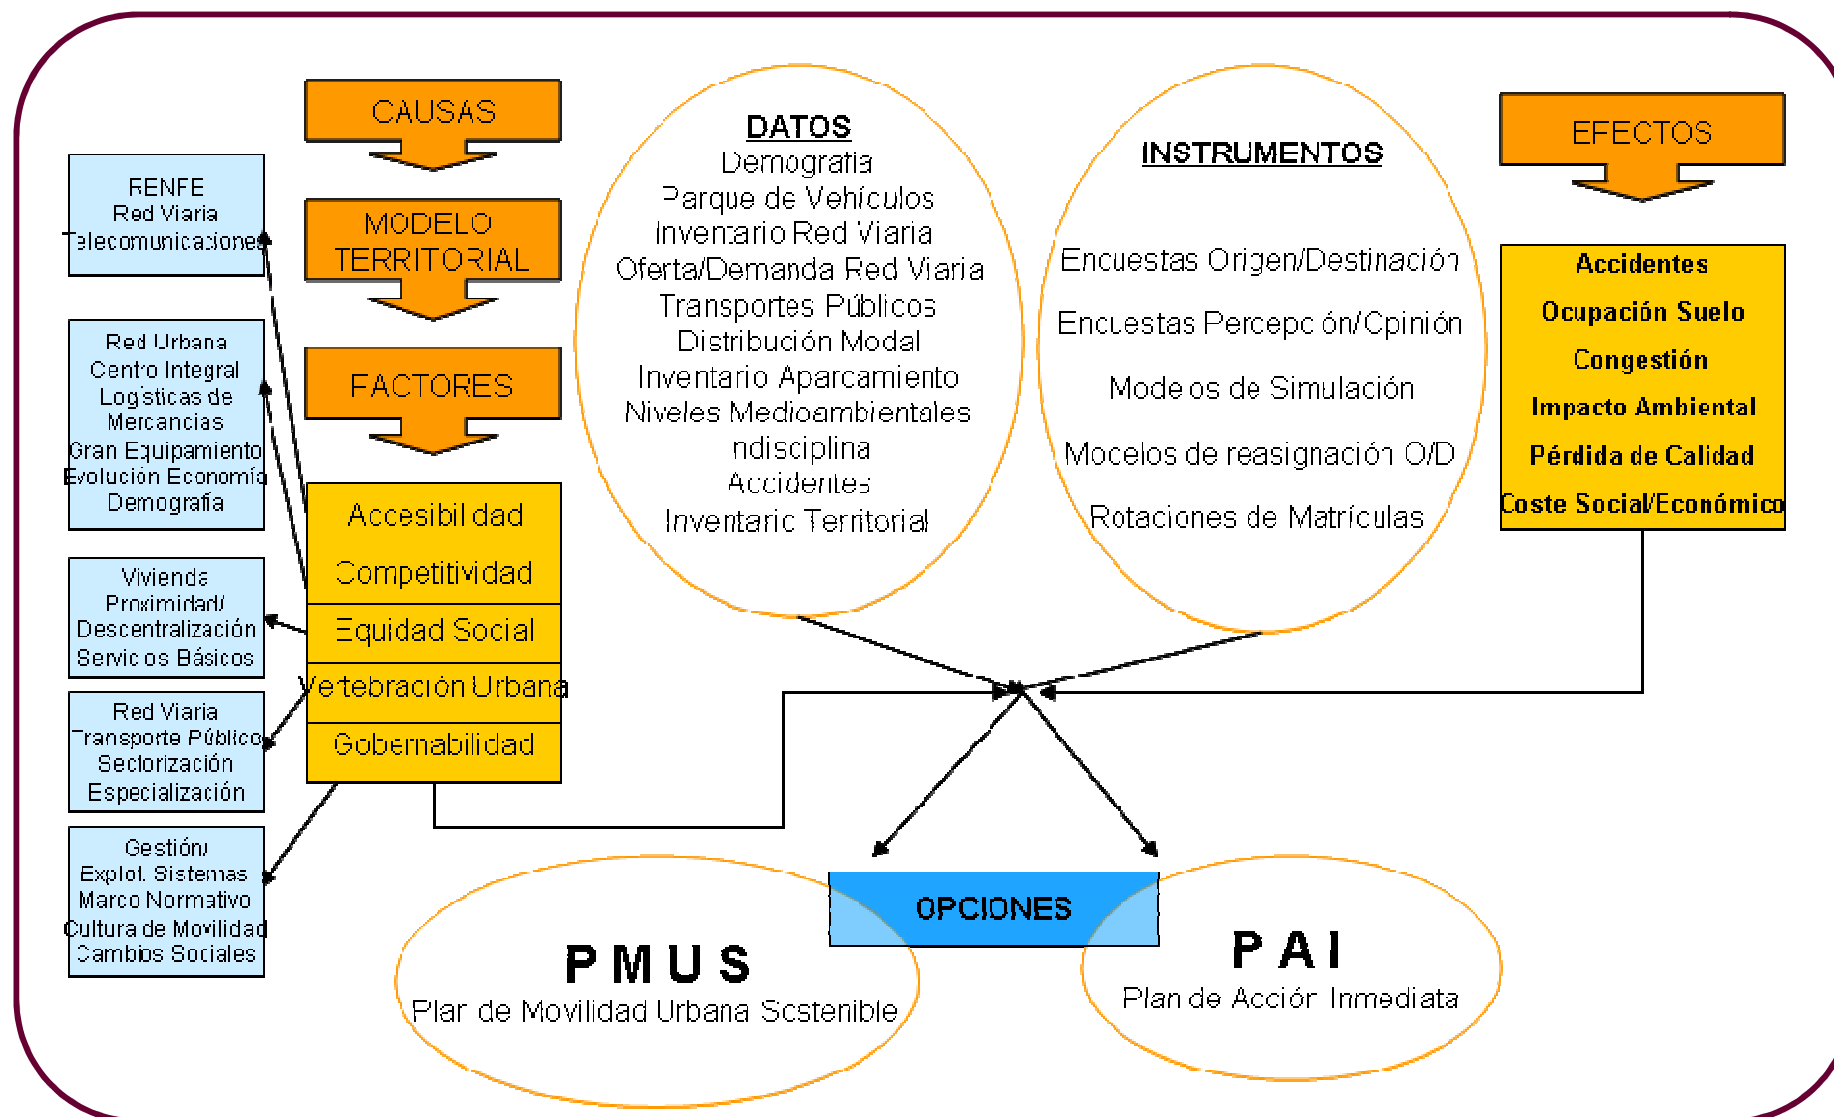 CAUSAS
MODELO
TERRITORIAL
FACTORES
Accesibilidad
Competitividad
Equidad Social
Vertebración Urbana
Gobernabilidad
RENFE
Red Viaria
Telecomunicaciones
Red Urbana
Centro Integral
Logísticas de
Mercancías
Gran Equipamiento
Evolución Economía
Demografía
Vivienda
Proximidad/
Descentralización
Servicios Básicos
Red Viaria
Transporte Público
Sectorización
Especialización
Gestión/
Explot. Sistemas
Marco Normativo
Cultura de Movilidad
Cambios Sociales
DATOS
Demografía
Parque de Vehículos
Inventario Red Viaria
Oferta/Demanda Red Viaria
Transportes Públicos
Distribución Modal
Inventario Aparcamiento
Niveles Medioambientales
Indisciplina
Accidentes
Inventario Territorial
INSTRUMENTOS
Encuestas Origen/Destinación
Encuestas Percepción/Opinión
Modelos de Simulación
Modelos de reasignación O/D
Rotaciones de Matrículas
EFECTOS
Accidentes
Ocupación Suelo
Congestión
Impacto Ambiental
Pérdida de Calidad
Coste Social/Económico
OPCIONES
PMUS
Plan de Movilidad Urbana Sostenible
PAI
Plan de Acción Inmediata